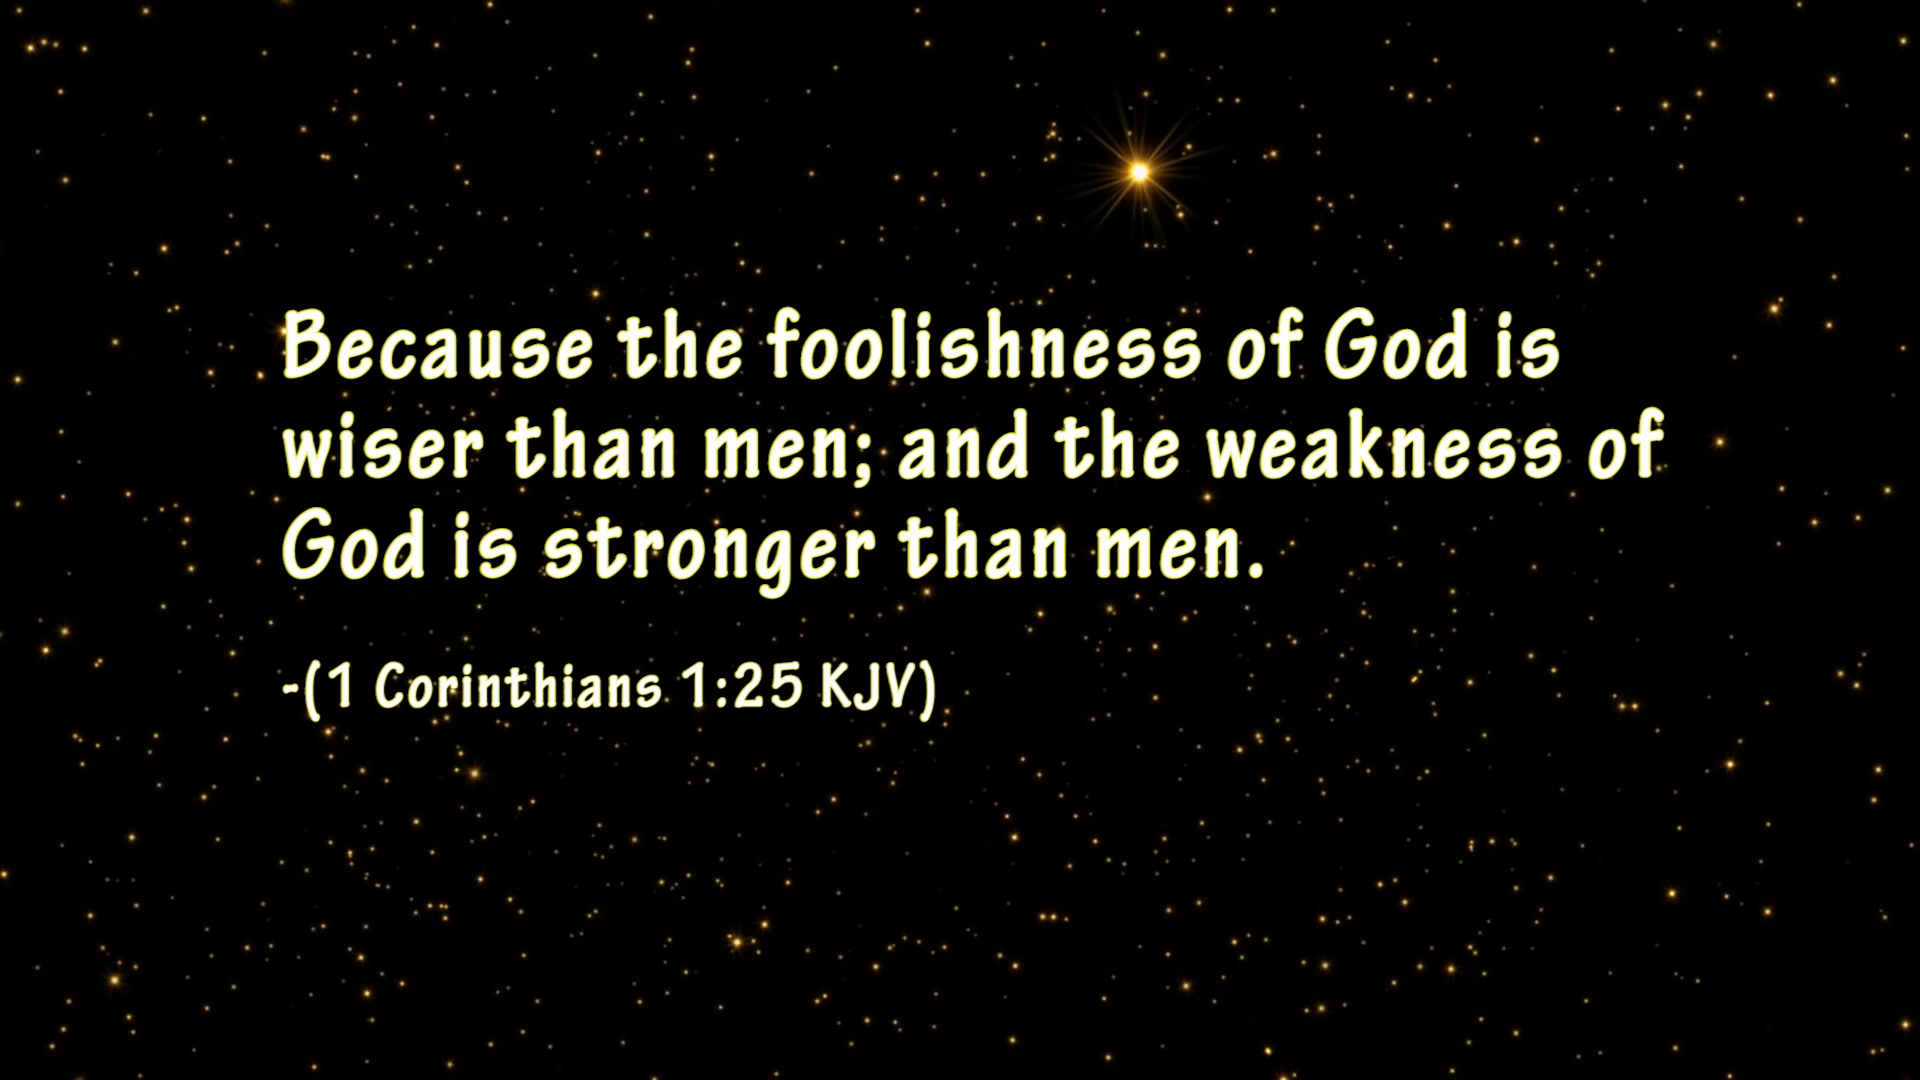 Because the foolishness of God is
wiser than men; and the weakness of
God is stronger than men.
-(1 Corinthians 1:25 KJV)